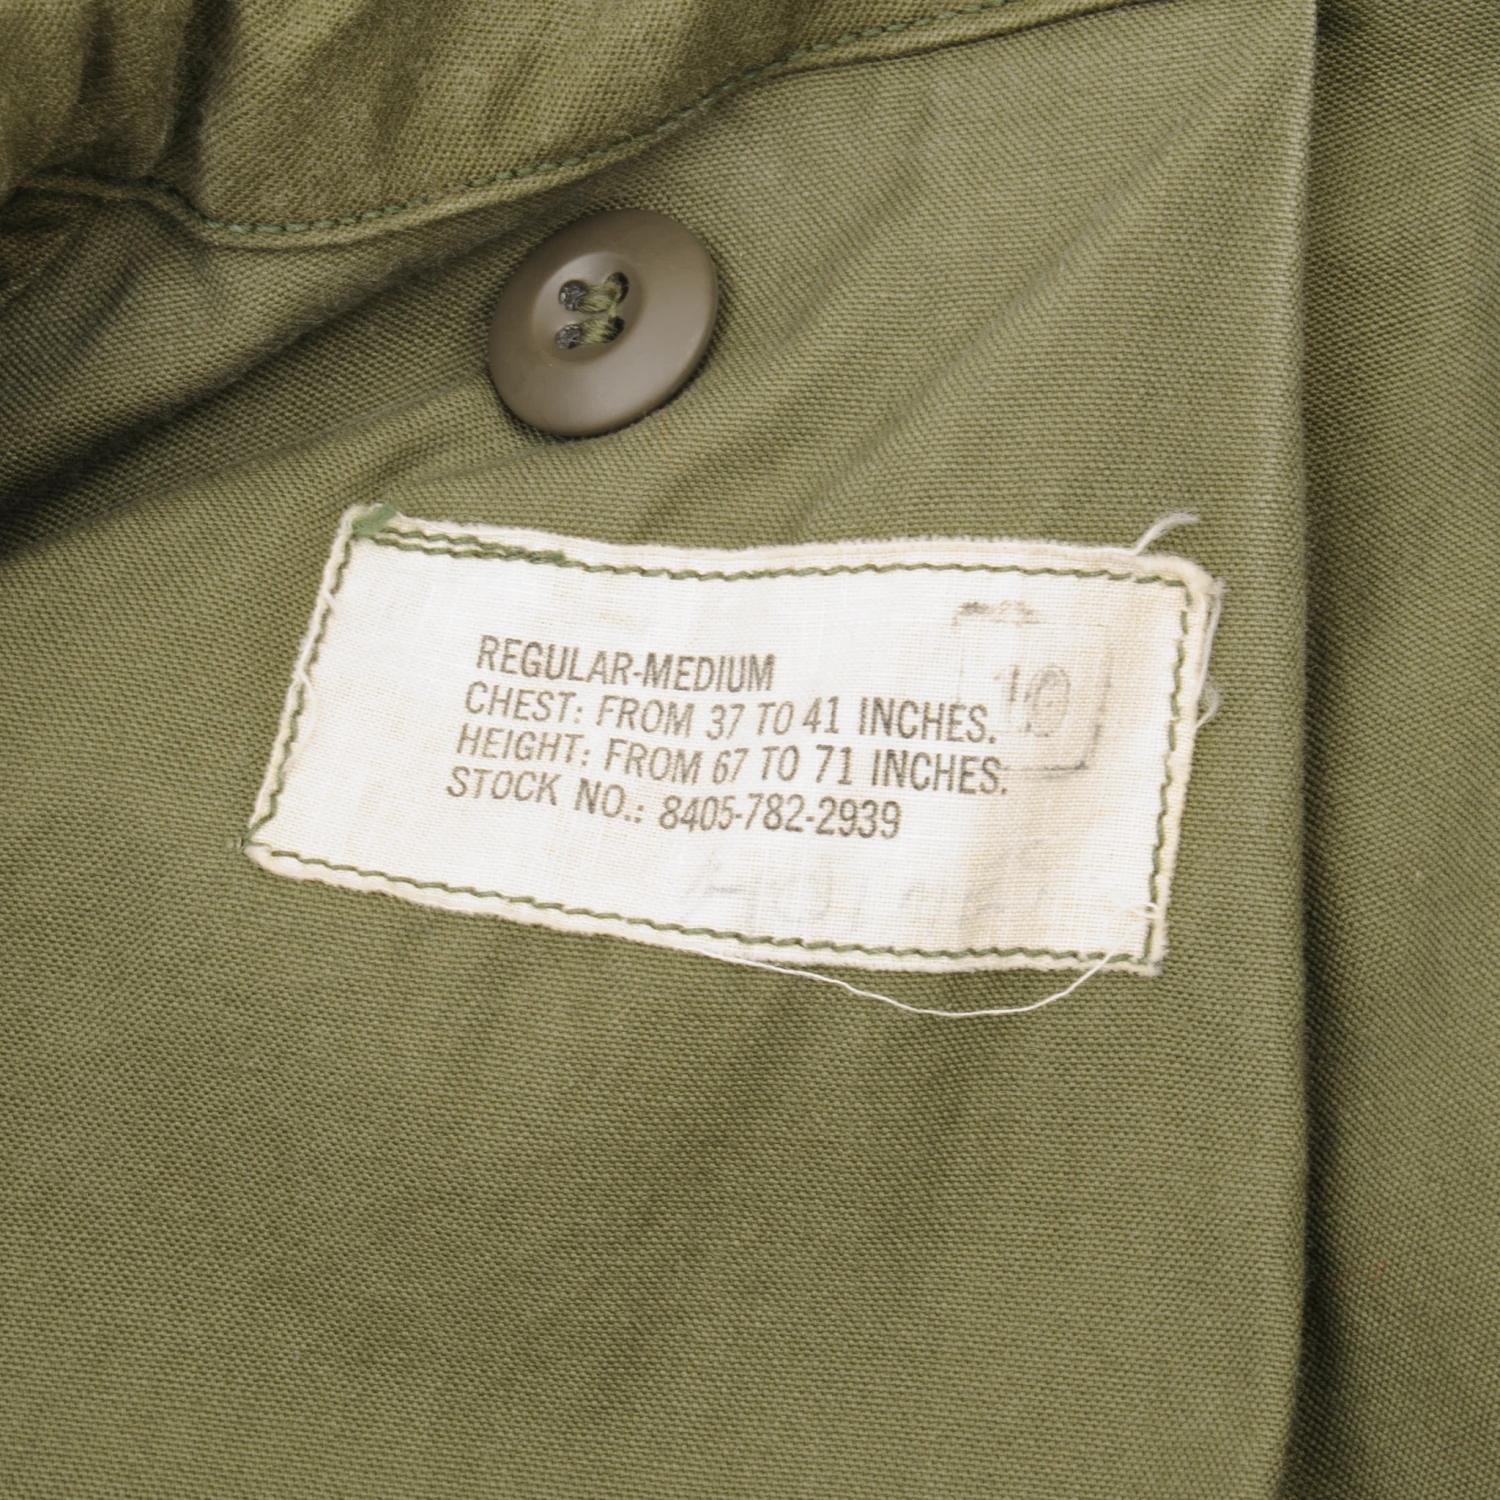 REGULAR-MEDIUM
CHEST: FROM 37 TO 41 INCHES.
HEIGHT: FROM 67 TO 71 INCHES.
STOCK NO.: 8405-782-2939
10